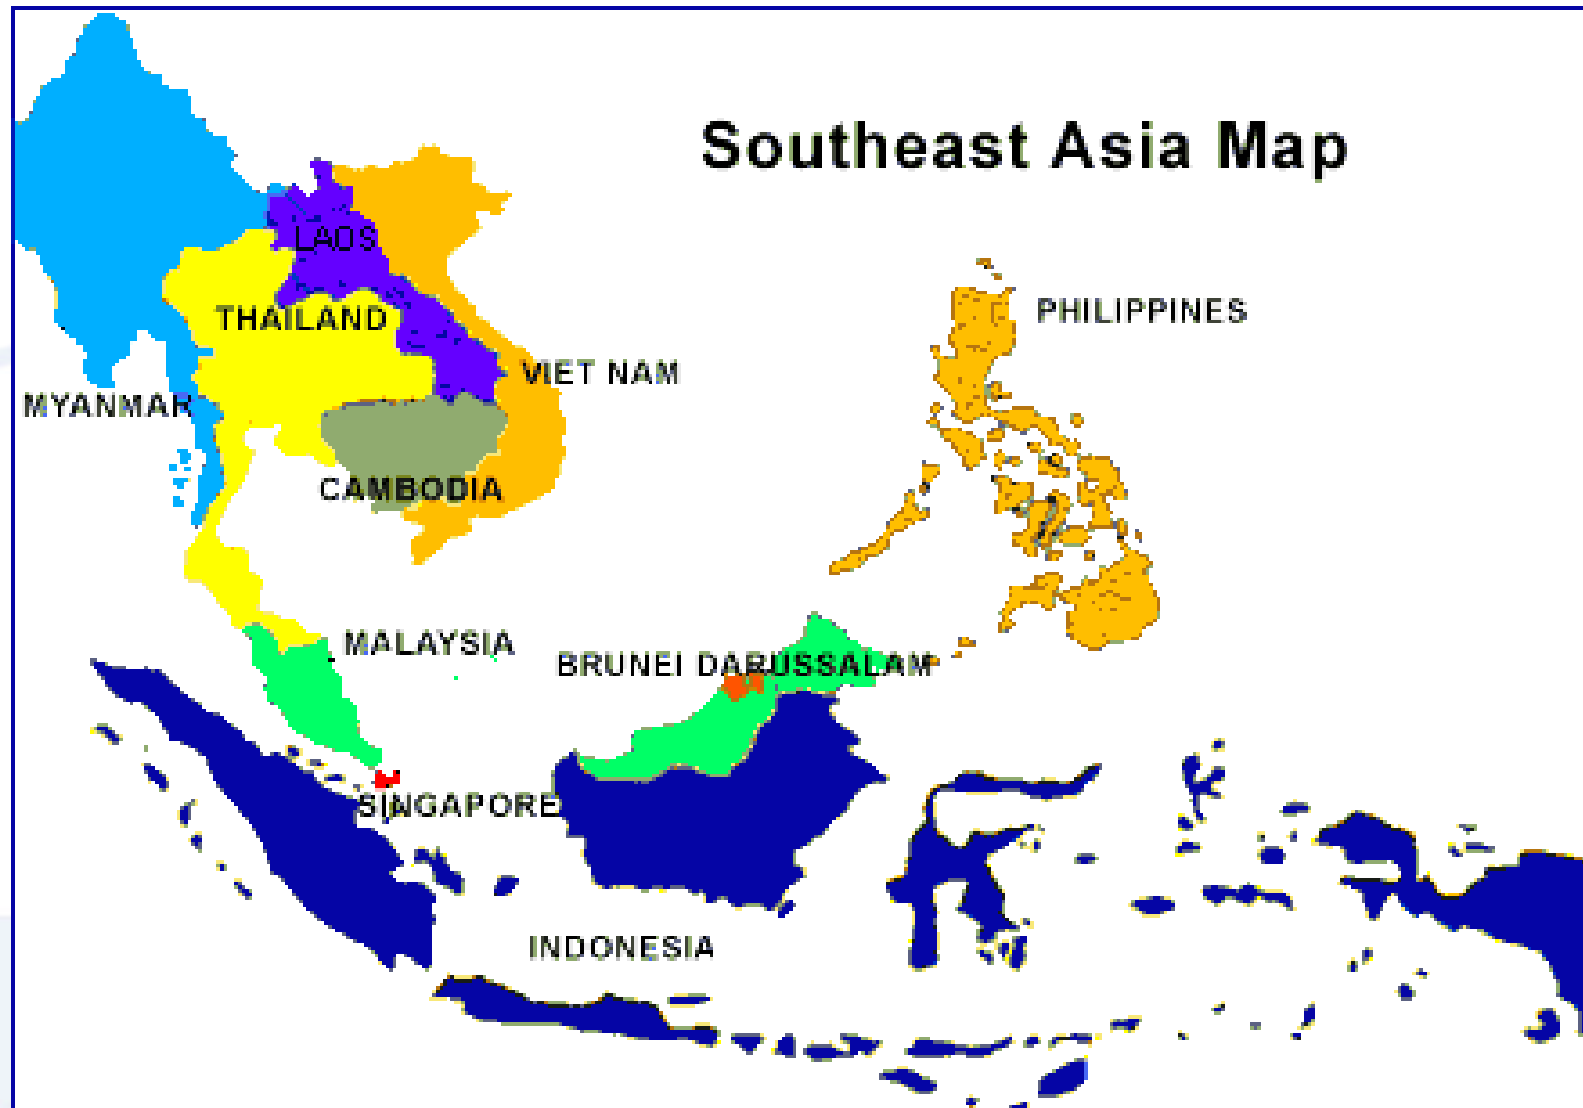 Southeast Asia Map
LAOS
THAILAND
PHILIPPINES
VIET NAM
MYANMAR
CAMBODIA
MALAYSIA
BRUNEI DARUSSALAM
SINGAPORE
INDONESIA